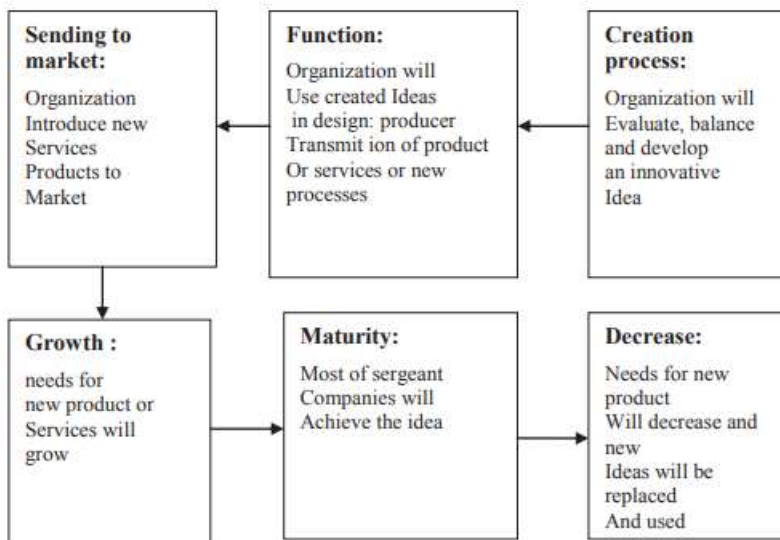 Sending to
market:
Organization
Introduce new
Services
Products to
Market
Function:
Organization will
Use created Ideas
in design: producer
Transmit ion of product
Or services or new
processes
Creation
process:
Organization will
Evaluate, balance
and develop
an innovative
Idea
Growth :
needs for
new product or
Services will
grow
Maturity:
Most of sergeant
Companies will
Achieve the idea
Decrease:
Needs for new
product
Will decrease and
new
Ideas will be
replaced
And used